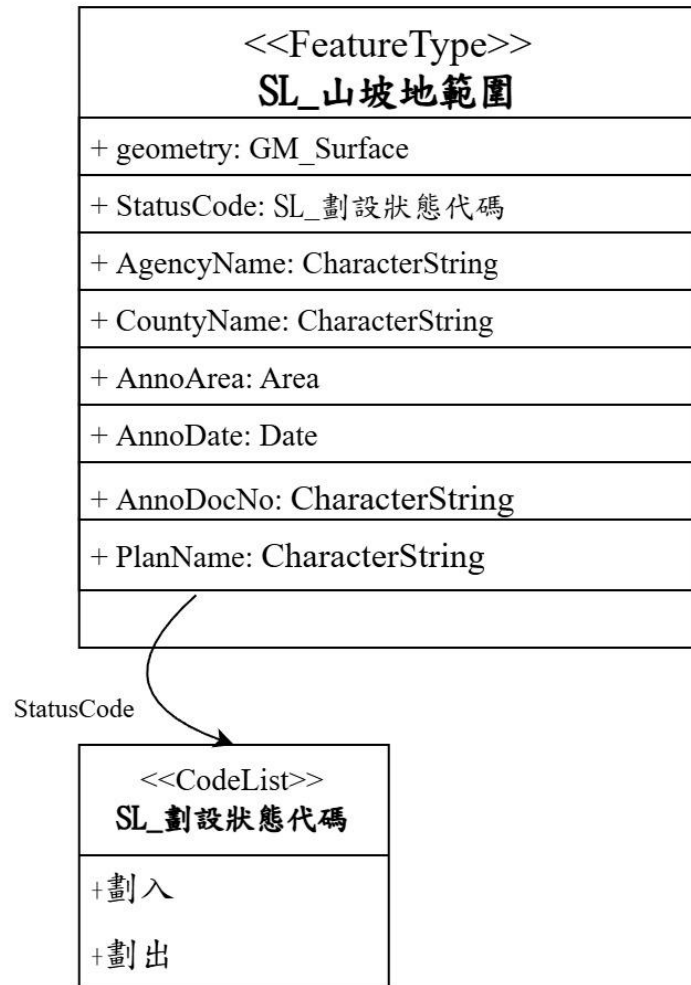 <<FeatureType>>
SL_山坡地範圍
+ geometry: GM_Surface
+ StatusCode: SL_劃設狀態代碼
+ AgencyName: CharacterString
+ CountyName: CharacterString
+ AnnoArea: Area
+ AnnoDate: Date
+ AnnoDocNo: CharacterString
+ PlanName: CharacterString
StatusCode
<<CodeList>>
SL_劃設狀態代碼
+劃入
+劃出